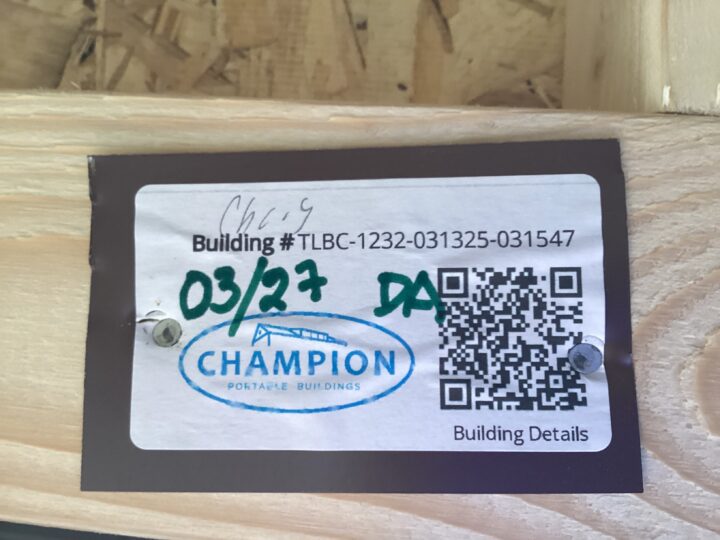 Building # TLBC-1232-031325-031547
03/27 DA
CHAMPION
PORTABLE BUILDINGS
Building Details